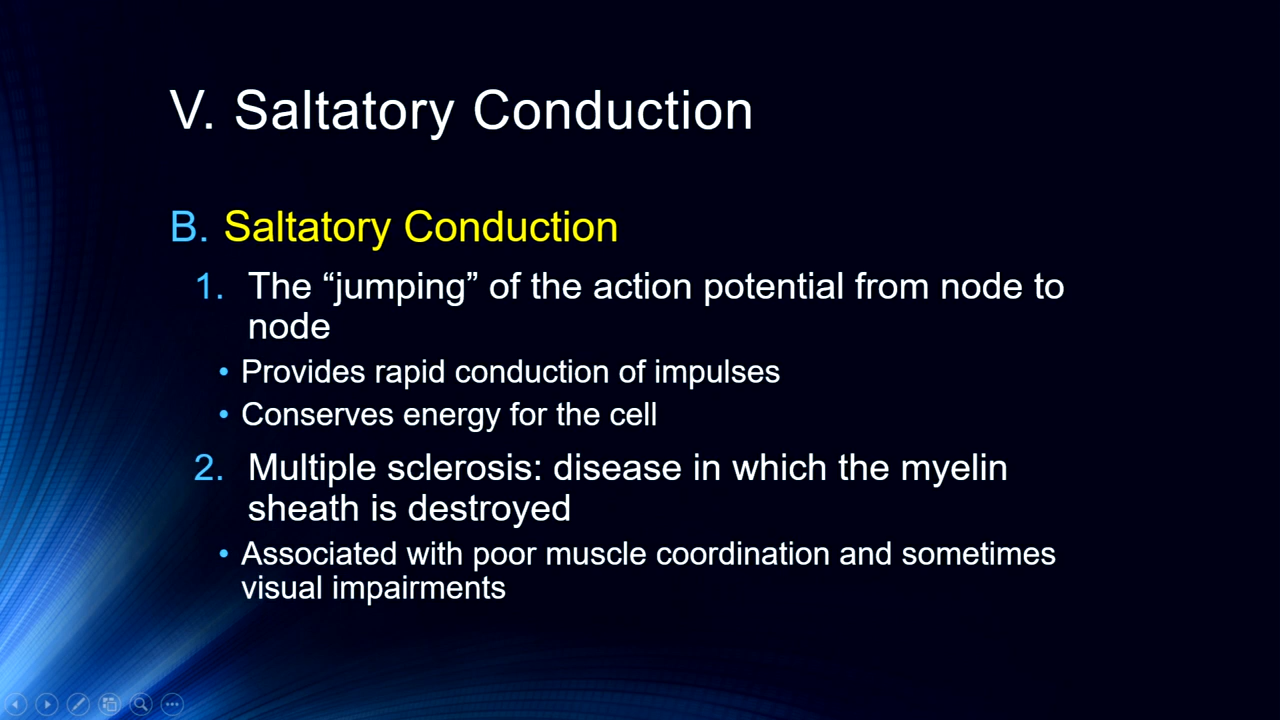 V. Saltatory Conduction
B. Saltatory Conduction
1. The “jumping” of the action potential from node to
node
• Provides rapid conduction of impulses
• Conserves energy for the cell
2. Multiple sclerosis: disease in which the myelin
sheath is destroyed
• Associated with poor muscle coordination and sometimes
visual impairments